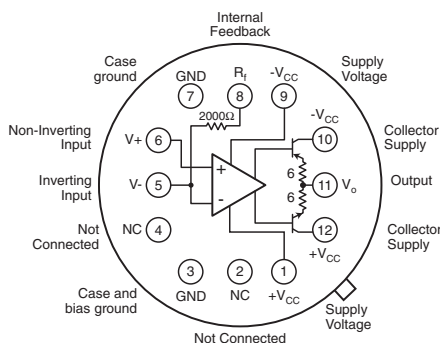 Internal
Feedback
Case
ground
GND
Rf
-VCC
Supply
Voltage
7
8
9
2000Ω
-VCC
Non-Inverting
Input
V+
6
10
Collector
Supply
+
6
Inverting
Input
V-
5
11
Vo
Output
6
-
Not
Connected
NC
4
12
Collector
Supply
+VCC
3
2
1
Case and
bias ground
GND
NC
+VCC
Supply
Voltage
Not Connected